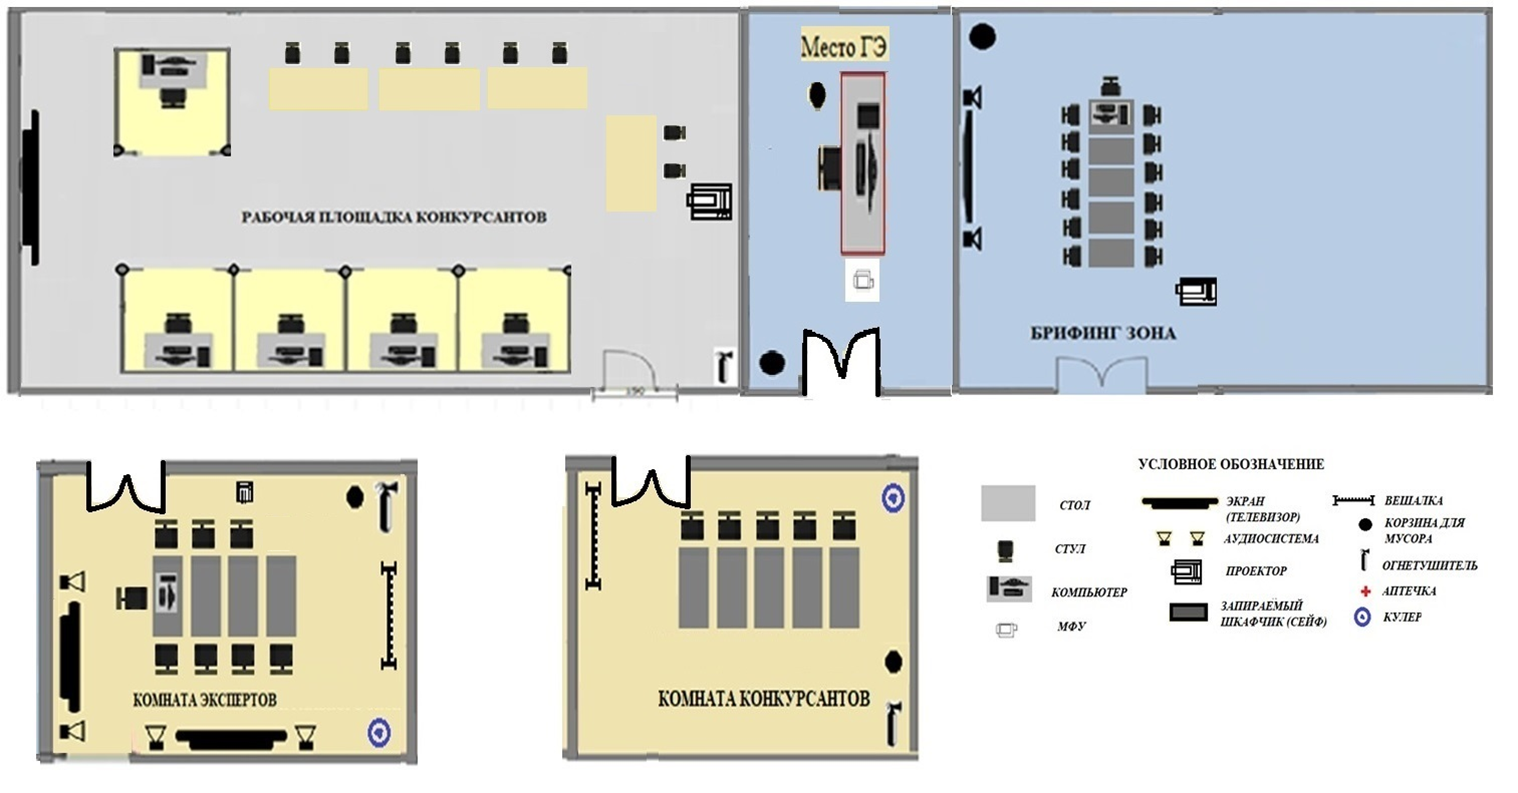 Место ГЭ
РАБОЧАЯ ПЛОЩАДКА КОНКУРСАНТОВ
БРИФИНГ ЗОНА
КОМНАТА ЭКСПЕРТОВ
КОМНАТА КОНКУРСАНТОВ
УСЛОВНОЕ ОБОЗНАЧЕНИЕ
СТОЛ
СТУЛ
КОМПЬЮТЕР
МФУ
ЭКРАН
(ТЕЛЕВИЗОР)
АУДИОСИСТЕМА
ПРОЕКТОР
ЗАПИРАЕМЫЙ
ШКАФЧИК (СЕЙФ)
ВЕШАЛКА
КОРЗИНА ДЛЯ
МУСОРА
ОГНЕТУШИТЕЛЬ
АПТЕЧКА
КУЛЕР